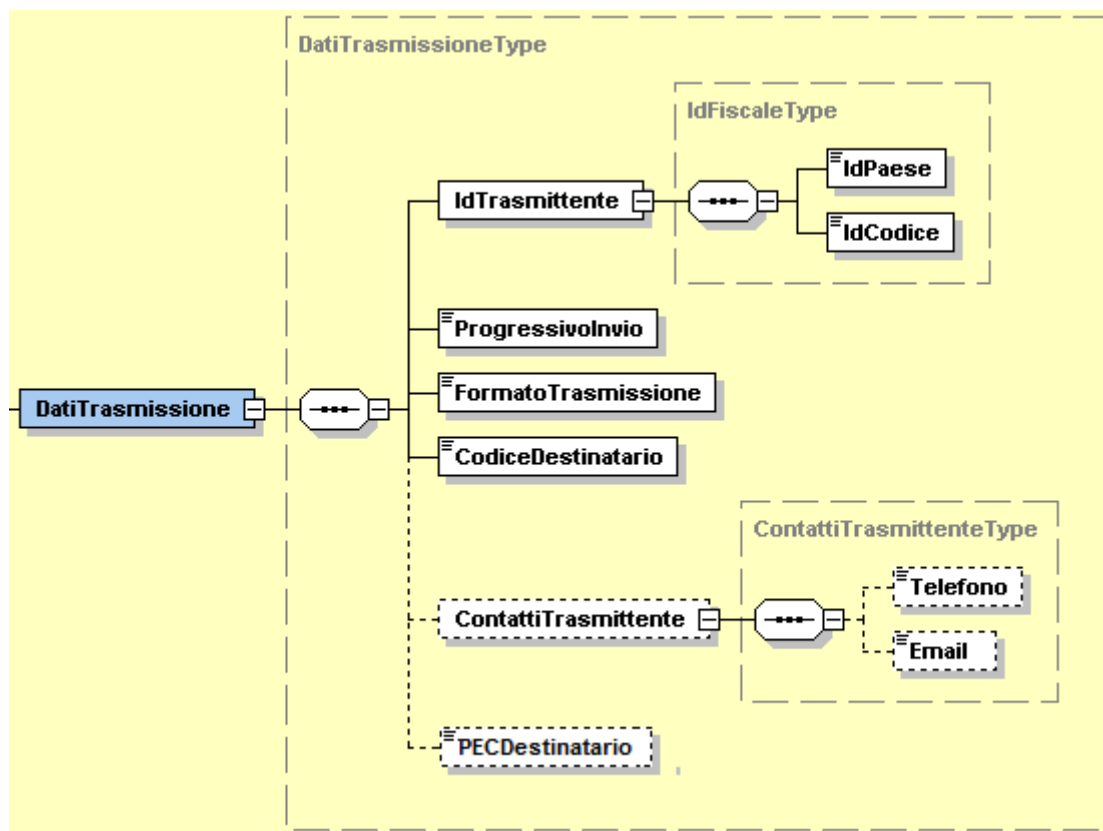 DatiTrasmissioneType
IdFiscaleType
IdPaese
IdTrasmittente
IdCodice
ProgressivoInvio
FormatoTrasmissione
DatiTrasmissione
CodiceDestinatario
ContattiTrasmittenteType
Telefono
ContattiTrasmittente
Email
PECDestinatario